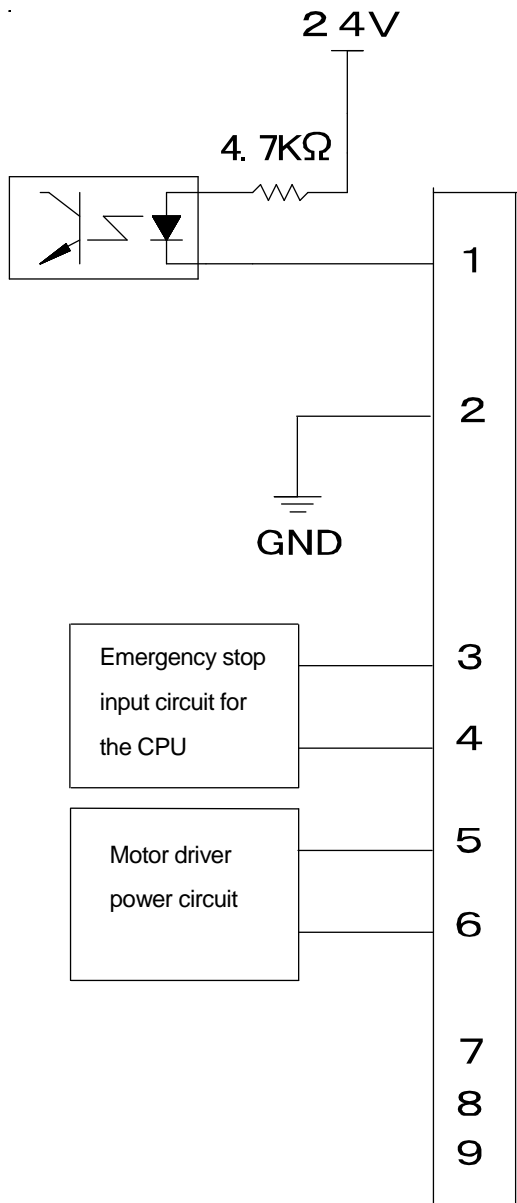 24V
4.7KΩ
1
2
GND
Emergency stop
input circuit for
the CPU
3
4
Motor driver
power circuit
5
6
7
8
9